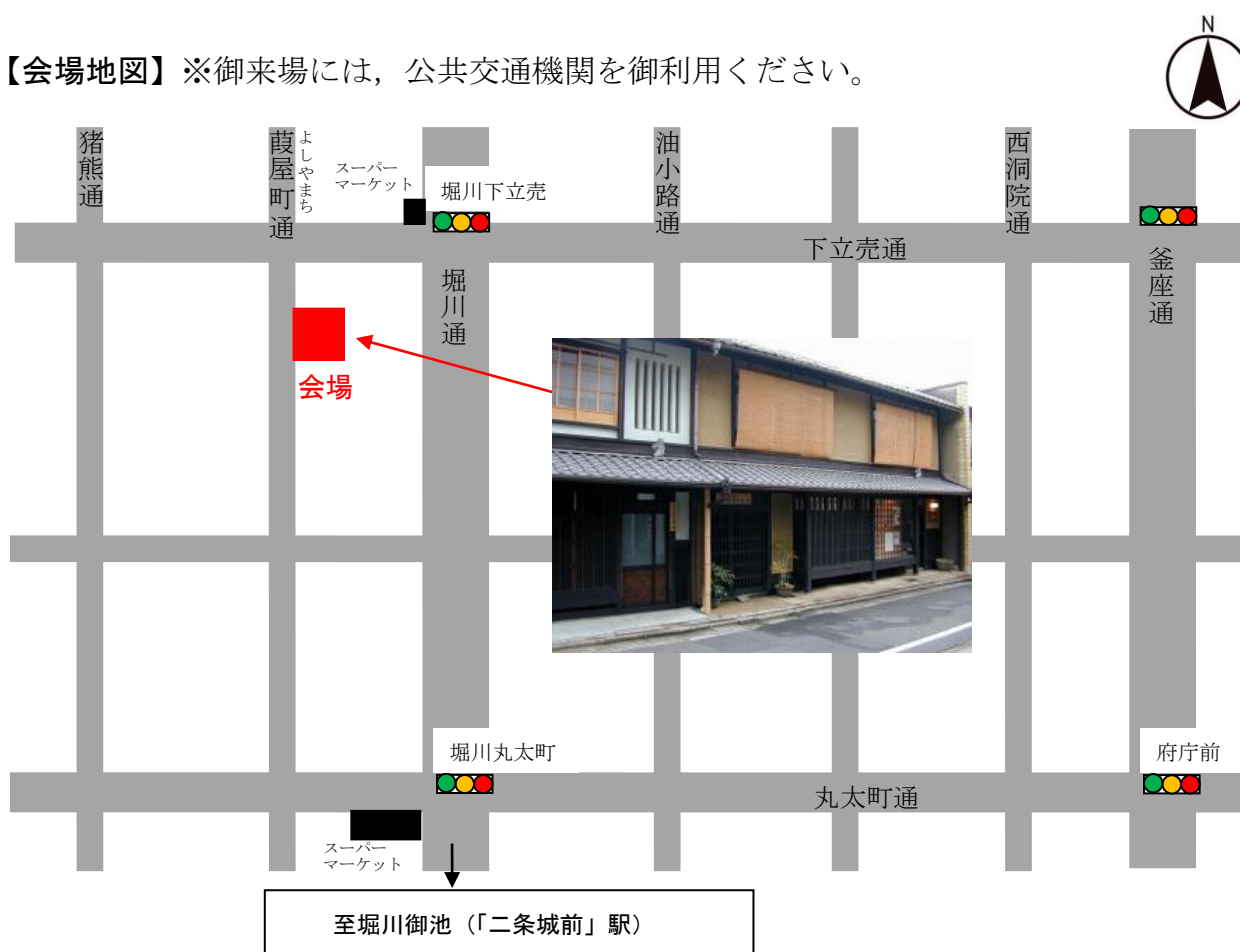 N
【会場地図】※御来場には，公共交通機関を御利用ください。
猪熊通
葭屋町通
よしやまち
スーパー
マーケット
堀川下立売
油小路通
西洞院通
下立売通
堀川通
釜座通
会場
堀川丸太町
府庁前
丸太町通
スーパー
マーケット
至堀川御池（「二条城前」駅）